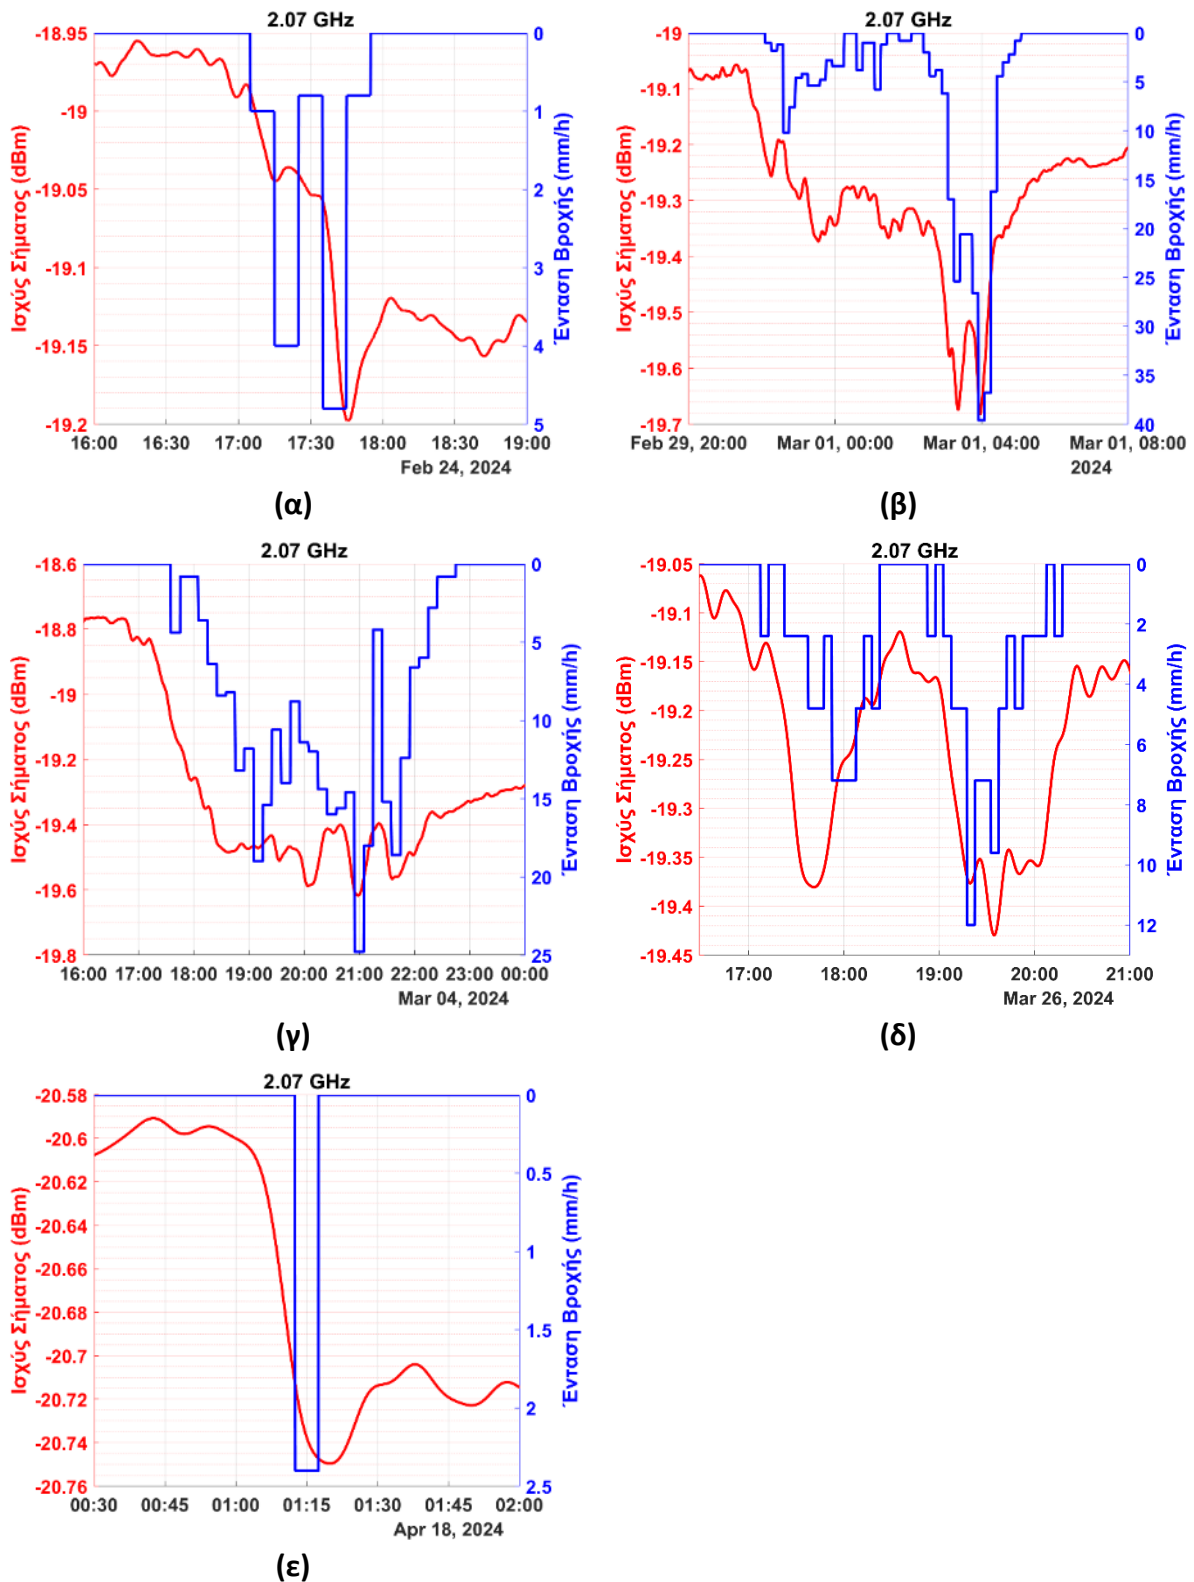 2.07 GHz
-18.95
-19
-19.05
-19.1
-19.15
-19.2
Ισχύς Σήματος (dBm)
0
1
2
3
4
5
Ένταση Βροχής (mm/h)
16:00 16:30 17:00 17:30 18:00 18:30 19:00
Feb 24, 2024
(α)
2.07 GHz
-19
-19.1
-19.2
-19.3
-19.4
-19.5
-19.6
-19.7
Ισχύς Σήματος (dBm)
0
5
10
15
20
25
30
35
40
Ένταση Βροχής (mm/h)
Feb 29, 20:00 Mar 01, 00:00 Mar 01, 04:00 Mar 01, 08:00
2024
(β)
2.07 GHz
-18.6
-18.8
-19
-19.2
-19.4
-19.6
-19.8
Ισχύς Σήματος (dBm)
0
5
10
15
20
25
Ένταση Βροχής (mm/h)
16:00 17:00 18:00 19:00 20:00 21:00 22:00 23:00 00:00
Mar 04, 2024
(γ)
2.07 GHz
-19.05
-19.1
-19.15
-19.2
-19.25
-19.3
-19.35
-19.4
-19.45
Ισχύς Σήματος (dBm)
0
2
4
6
8
10
12
Ένταση Βροχής (mm/h)
17:00 18:00 19:00 20:00 21:00
Mar 26, 2024
(δ)
2.07 GHz
-20.58
-20.6
-20.62
-20.64
-20.66
-20.68
-20.7
-20.72
-20.74
-20.76
Ισχύς Σήματος (dBm)
0
0.5
1
1.5
2
2.5
Ένταση Βροχής (mm/h)
00:30 00:45 01:00 01:15 01:30 01:45 02:00
Apr 18, 2024
(ε)